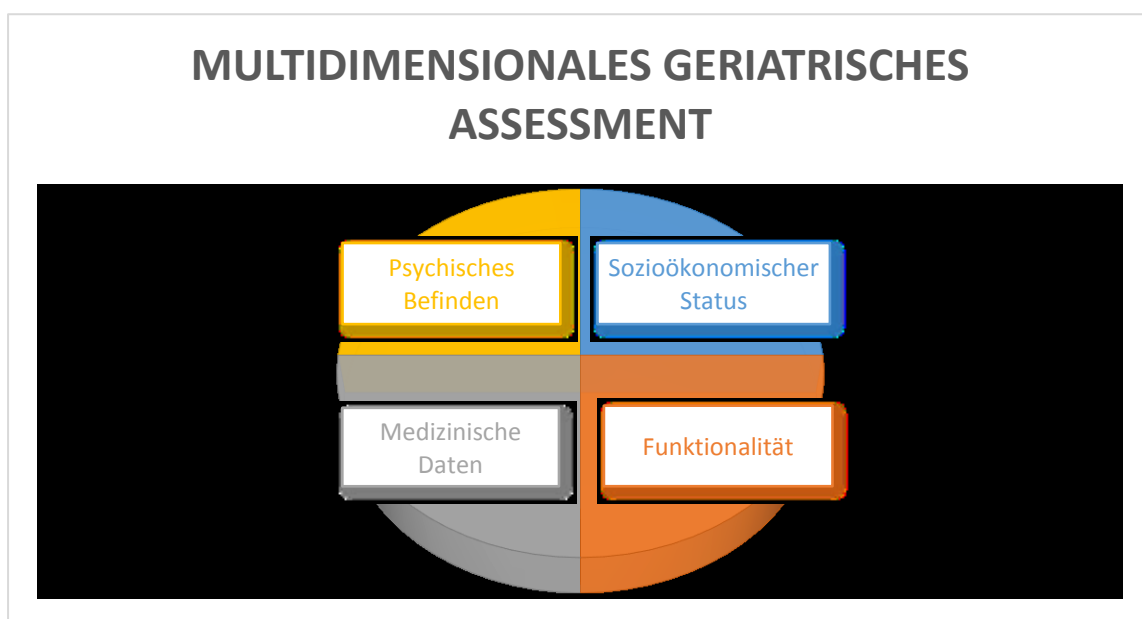 MULTIDIMENSIONALES GERIATRISCHES
ASSESSMENT
Psychisches
Befinden
Sozioökonomischer
Status
Medizinische
Daten
Funktionalität